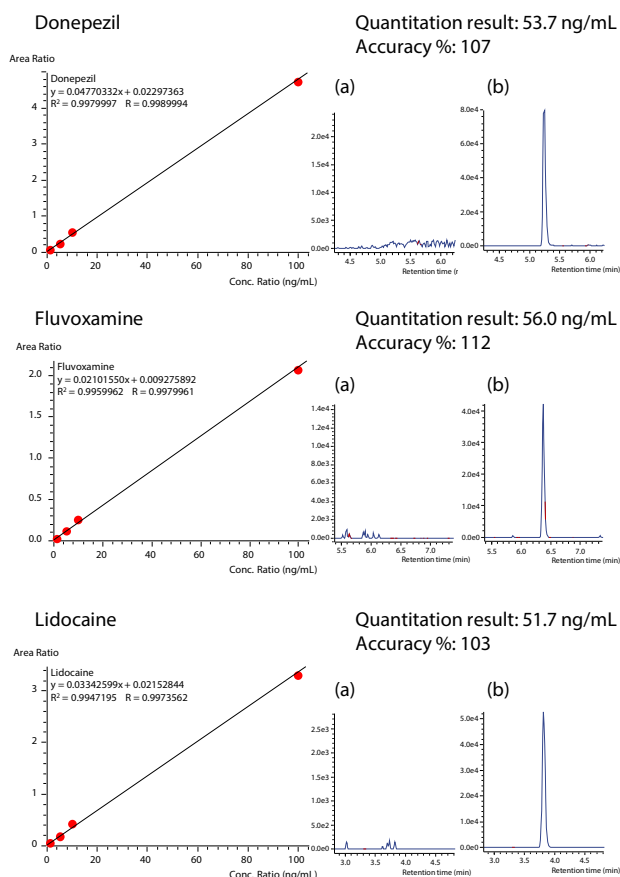 Donepezil
Quantitation result: 53.7 ng/mL
Accuracy %: 107
Area Ratio
Donepezil
y = 0.04770332x + 0.02297363
R² = 0.9979997 R = 0.9989994
4
3
2
1
0
0 20 40 60 80 100
Conc. Ratio (ng/mL)
(a)
2.0e4
1.5e4
1.0e4
5.0e3
0.0e0
4.5 5.0 5.5 6.0
Retention time (r
(b)
8.0e4
6.0e4
4.0e4
2.0e4
0.0e0
4.5 5.0 5.5 6.0
Retention time (min)
Fluvoxamine
Quantitation result: 56.0 ng/mL
Accuracy %: 112
Area Ratio
Fluvoxamine
y = 0.02101550x + 0.009275892
R² = 0.9959962 R = 0.9979961
2.0
1.5
1.0
0.5
0.0
0 20 40 60 80 100
Conc. Ratio (ng/mL)
(a)
1.4e4
1.2e4
1.0e4
8.0e3
6.0e3
4.0e3
2.0e3
0.0e0
5.5 6.0 6.5 7.0
Retention time (min)
(b)
4.0e4
3.0e4
2.0e4
1.0e4
0.0e0
5.5 6.0 6.5 7.0
Retention time (min)
Lidocaine
Quantitation result: 51.7 ng/mL
Accuracy %: 103
Area Ratio
Lidocaine
y = 0.03342599x + 0.02152844
R² = 0.9947195 R = 0.9973562
3
2
1
0
0 20 40 60 80 100
Conc. Ratio (ng/mL)
(a)
2.5e3
2.0e3
1.5e3
1.0e3
5.0e2
0.0e0
3.0 3.5 4.0 4.5
Retention time (min)
(b)
5.0e4
4.0e4
3.0e4
2.0e4
1.0e4
0.0e0
3.0 3.5 4.0 4.5
Retention time (min)